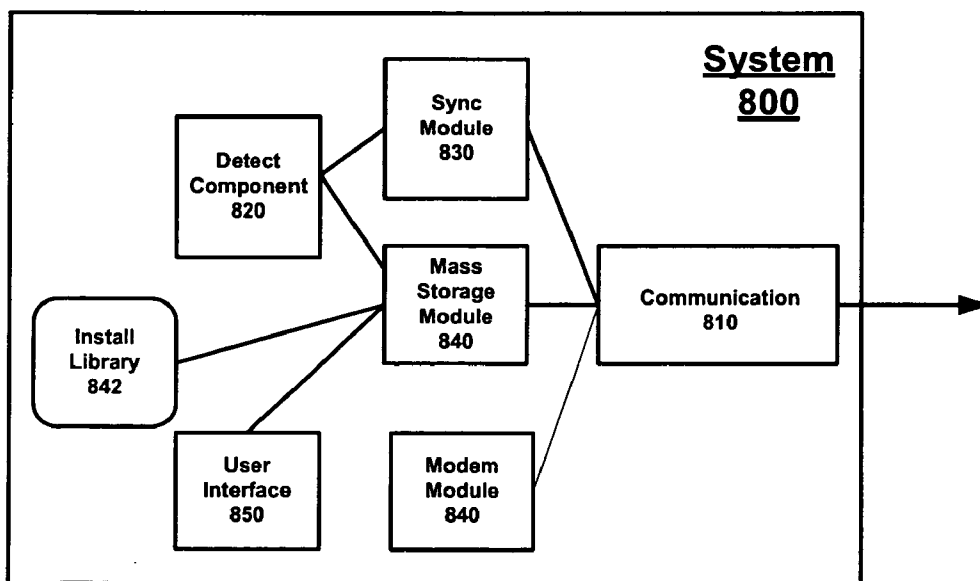 System
800
Sync
Module
830
Detect
Component
820
Mass
Storage
Module
840
Communication
810
Install
Library
842
User
Interface
850
Modem
Module
840